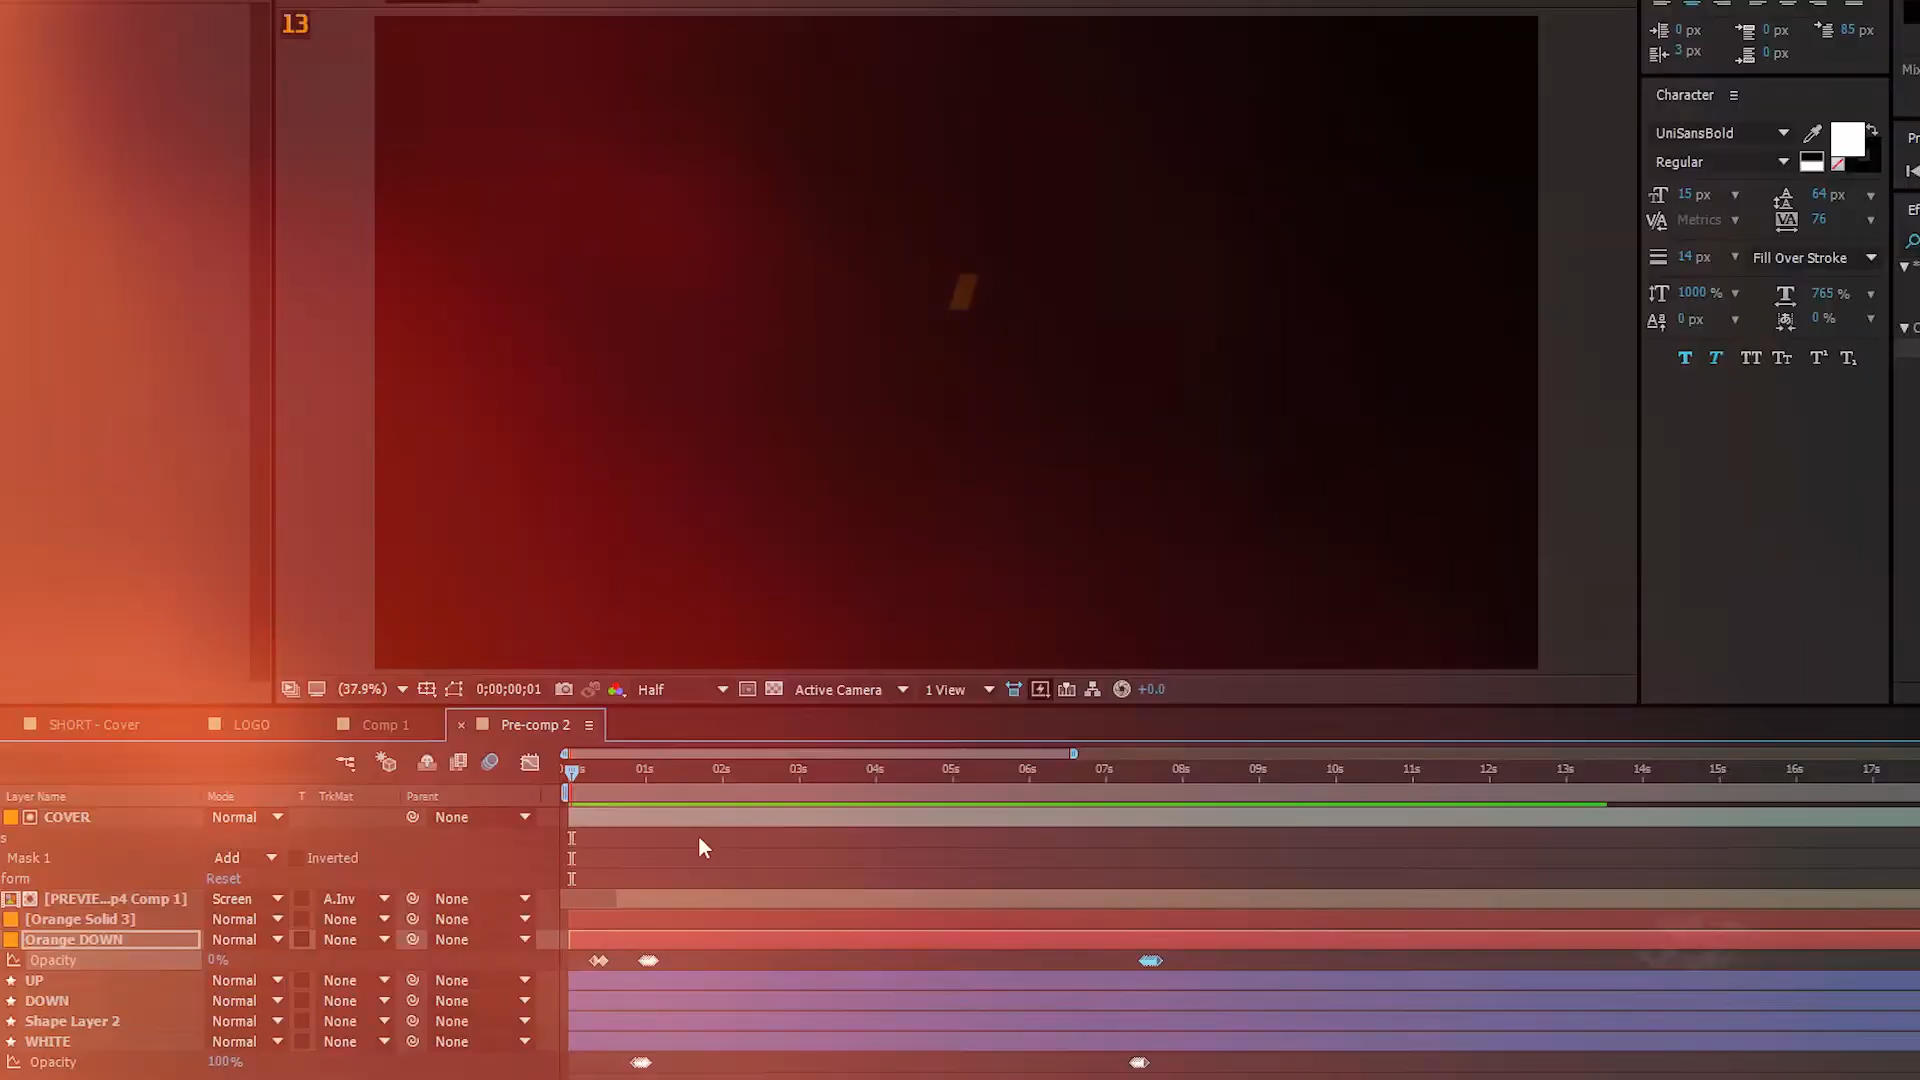 13
0 px 0 px 85 px
3 px 0 px
Mix
Character
UniSansBold
Regular
15 px 64 px
Metrics 76
14 px Fill Over Stroke
1000 % 765 %
0 px 0 %
T T TT Tt T¹ T₁
(37.9%) 0;00;00;01 Half Active Camera 1 View +0.0
SHORT - Cover LOGO Comp 1 × Pre-comp 2
01s 02s 03s 04s 05s 06s 07s 08s 09s 10s 11s 12s 13s 14s 15s 16s 17s
Layer Name Mode T TrkMat Parent
COVER Normal None
s
Mask 1 Add Inverted
form Reset
[PREVIE...p4 Comp 1] Screen A.Inv None
[Orange Solid 3] Normal None None
Orange DOWN Normal None None
Opacity 0%
UP Normal None None
DOWN Normal None None
Shape Layer 2 Normal None None
WHITE Normal None None
Opacity 100%